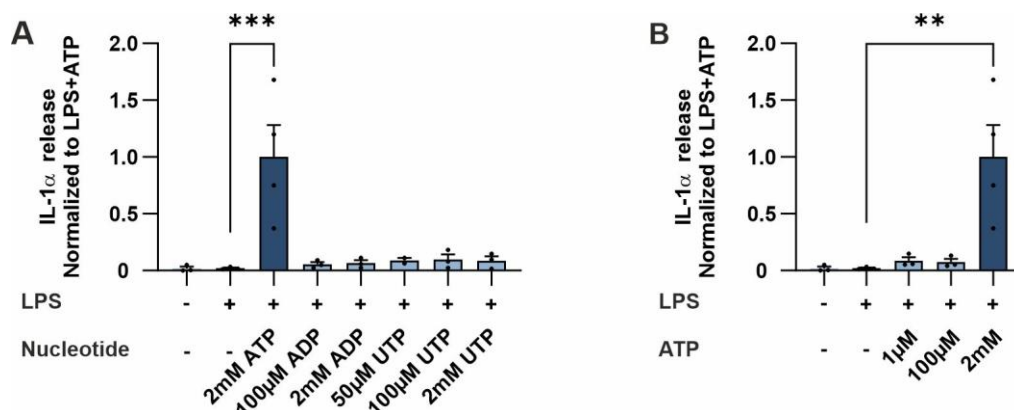 A
***
IL-1α release
Normalized to LPS+ATP
2.0
1.5
1.0
0.5
0
LPS
- + + + + + + +
Nucleotide
- - 2mM ATP 100µM ADP 2mM ADP 50µM UTP 100µM UTP 2mM UTP
B
**
IL-1α release
Normalized to LPS+ATP
2.0
1.5
1.0
0.5
0
LPS
- + + + +
ATP
- - 1µM 100µM 2mM